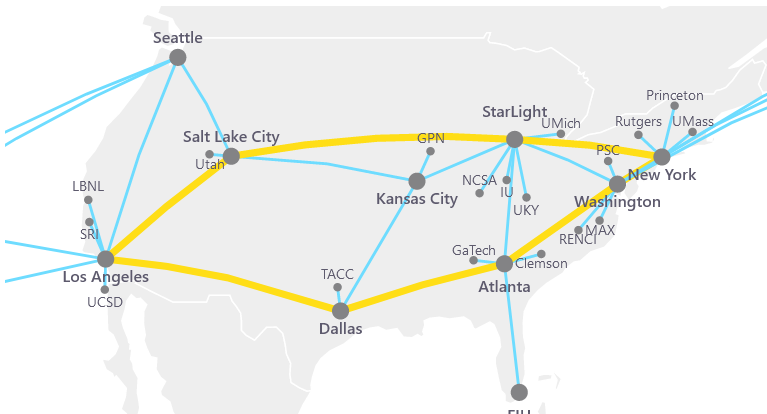 Seattle
Princeton
StarLight
Rutgers
UMass
UMich
Salt Lake City
GPN
Utah
PSC
New York
NCSA
IU
LBNL
Kansas City
Washington
UKY
SRI
MAX
RENCI
GaTech
Clemson
Los Angeles
TACC
Atlanta
UCSD
Dallas